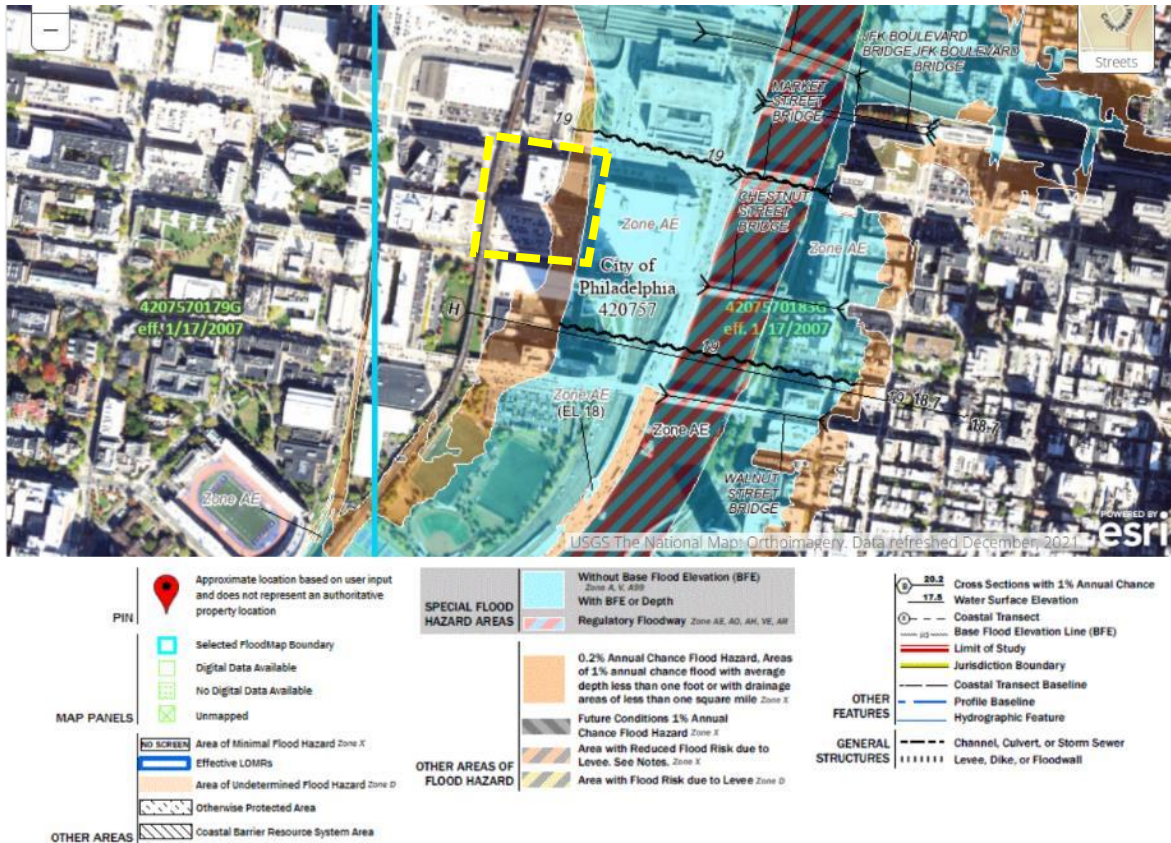 Streets
JFK BOULEVARD
BRIDGE JFK BOULEVARD
BRIDGE
MARKET
STREET
BRIDGE
19
19
CHESTNUT
STREET
BRIDGE
Zone AE
Zone AE
City of
Philadelphia
420757
4207570179G
eff. 1/17/2007
4207570183G
eff. 1/17/2007
H
19
Zone AE
(EL 18)
19 18.7
18.7
Zone AE
WALNUT
STREET
BRIDGE
Zone AE
USGS The National Map: Orthoimagery. Data refreshed December, 2021
POWERED BY
esri
PIN
Approximate location based on user input
and does not represent an authoritative
property location
MAP PANELS
Selected FloodMap Boundary
Digital Data Available
No Digital Data Available
Unmapped
OTHER AREAS
NO SCREEN Area of Minimal Flood Hazard Zone X
Effective LOMRs
Area of Undetermined Flood Hazard Zone D
Otherwise Protected Area
Coastal Barrier Resource System Area
SPECIAL FLOOD
HAZARD AREAS
Without Base Flood Elevation (BFE)
Zone A, V, A99
With BFE or Depth
Regulatory Floodway Zone AE, AO, AH, VE, AR
OTHER AREAS OF
FLOOD HAZARD
0.2% Annual Chance Flood Hazard, Areas
of 1% annual chance flood with average
depth less than one foot or with drainage
areas of less than one square mile Zone X
Future Conditions 1% Annual
Chance Flood Hazard Zone X
Area with Reduced Flood Risk due to
Levee. See Notes. Zone X
Area with Flood Risk due to Levee Zone D
OTHER
FEATURES
20.2 Cross Sections with 1% Annual Chance
17.5 Water Surface Elevation
Coastal Transect
Base Flood Elevation Line (BFE)
Limit of Study
Jurisdiction Boundary
Coastal Transect Baseline
Profile Baseline
Hydrographic Feature
GENERAL
STRUCTURES
Channel, Culvert, or Storm Sewer
Levee, Dike, or Floodwall